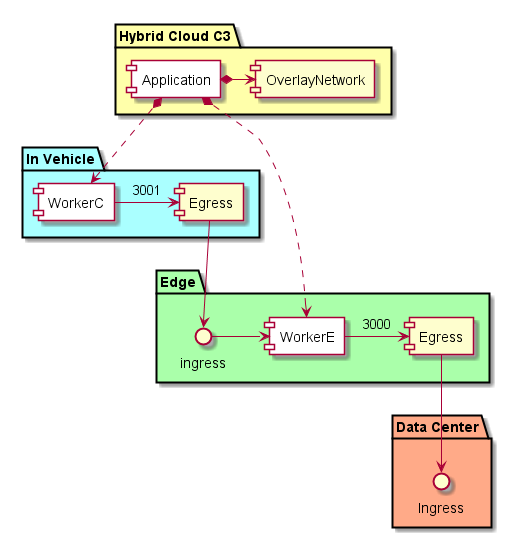 Hybrid Cloud C3
Application
OverlayNetwork
In Vehicle
WorkerC
3001
Egress
Edge
ingress
WorkerE
3000
Egress
Data Center
Ingress